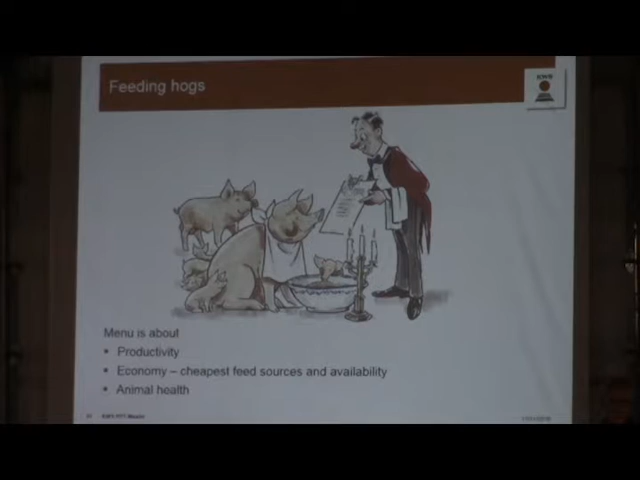 Feeding hogs
KWS
Menu is about
▪ Productivity
▪ Economy – cheapest feed sources and availability
▪ Animal health